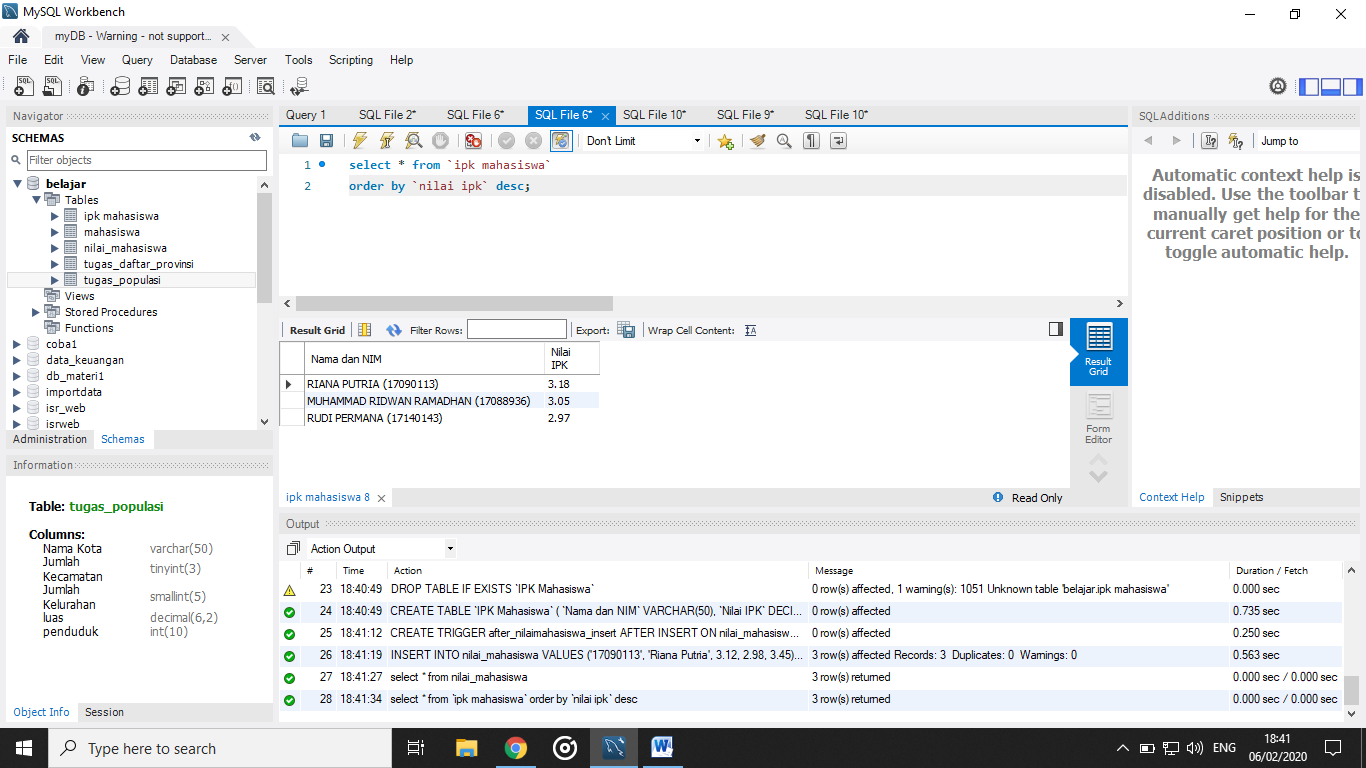 MySQL Workbench
myDB - Warning - not support...
File Edit View Query Database Server Tools Scripting Help
Navigator
SCHEMAS
Filter objects
belajar
Tables
ipk mahasiswa
mahasiswa
nilai_mahasiswa
tugas_daftar_provinsi
tugas_populasi
Views
Stored Procedures
Functions
coba1
data_keuangan
db_materi1
importdata
isr_web
isrweb
Administration Schemas
Information
Table: tugas_populasi
Columns:
Nama Kota varchar(50)
Jumlah
Kecamatan tinyint(3)
Jumlah
Kelurahan smallint(5)
luas decimal(6,2)
penduduk int(10)
Object Info Session
Query 1 SQL File 2* SQL File 6* SQL File 6* SQL File 10* SQL File 9* SQL File 10*
Don't Limit
1 select * from `ipk mahasiswa`
2 order by `nilai ipk` desc;
Result Grid Filter Rows: Export: Wrap Cell Content:
Nama dan NIM Nilai IPK
RIANA PUTRIA (17090113) 3.18
MUHAMMAD RIDWAN RAMADHAN (17088936) 3.05
RUDI PERMANA (17140143) 2.97
Result Grid
Form Editor
ipk mahasiswa 8 Read Only
SQLAdditions
Jump to
Automatic context help is
disabled. Use the toolbar t
manually get help for the
current caret position or to
toggle automatic help.
Context Help Snippets
Output
Action Output
# Time Action Message Duration / Fetch
23 18:40:49 DROP TABLE IF EXISTS `IPK Mahasiswa` 0 row(s) affected, 1 warning(s): 1051 Unknown table 'belajar.ipk mahasiswa' 0.000 sec
24 18:40:49 CREATE TABLE `IPK Mahasiswa` ( `Nama dan NIM` VARCHAR(50), `Nilai IPK` DECI... 0 row(s) affected 0.735 sec
25 18:41:12 CREATE TRIGGER after_nilaimahasiswa_insert AFTER INSERT ON nilai_mahasisw... 0 row(s) affected 0.250 sec
26 18:41:19 INSERT INTO nilai_mahasiswa VALUES ('17090113', 'Riana Putria', 3.12, 2.98, 3.45)... 3 row(s) affected Records: 3 Duplicates: 0 Warnings: 0 0.563 sec
27 18:41:27 select * from nilai_mahasiswa 3 row(s) returned 0.000 sec / 0.000 sec
28 18:41:34 select * from `ipk mahasiswa` order by `nilai ipk` desc 3 row(s) returned 0.000 sec / 0.000 sec
Type here to search
ENG
18:41
06/02/2020